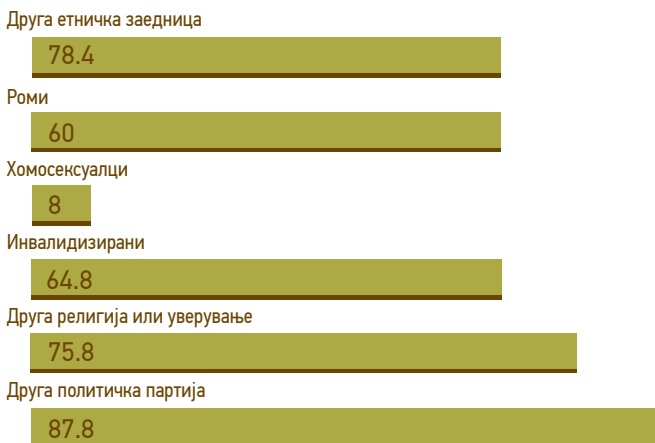 Друга етничка заедница
78.4
Роми
60
Хомосексуалци
8
Инвалидизирани
64.8
Друга религија или уверување
75.8
Друга политичка партија
87.8